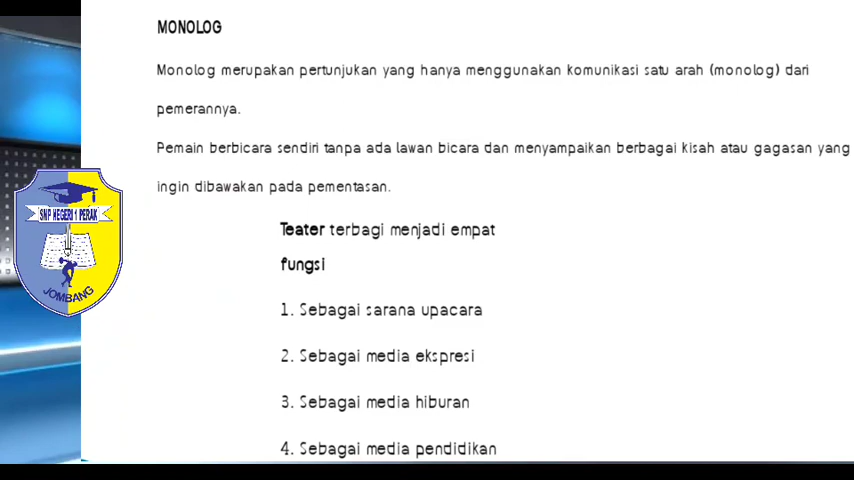 MONOLOG
Monolog merupakan pertunjukan yang hanya menggunakan komunikasi satu arah (monolog) dari
pemerannya.
Pemain berbicara sendiri tanpa ada lawan bicara dan menyampaikan berbagai kisah atau gagasan yang
ingin dibawakan pada pementasan.
SMP NEGERI 1 PERAK
JOMBANG
Teater terbagi menjadi empat
fungsi
1. Sebagai sarana upacara
2. Sebagai media ekspresi
3. Sebagai media hiburan
4. Sebagai media pendidikan